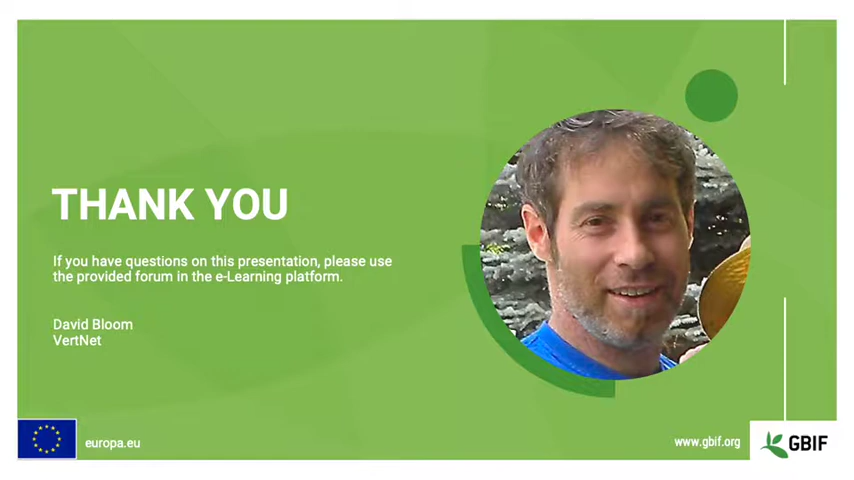 THANK YOU
If you have questions on this presentation, please use
the provided forum in the e-Learning platform.
David Bloom
VertNet
europa.eu
www.gbif.org
GBIF